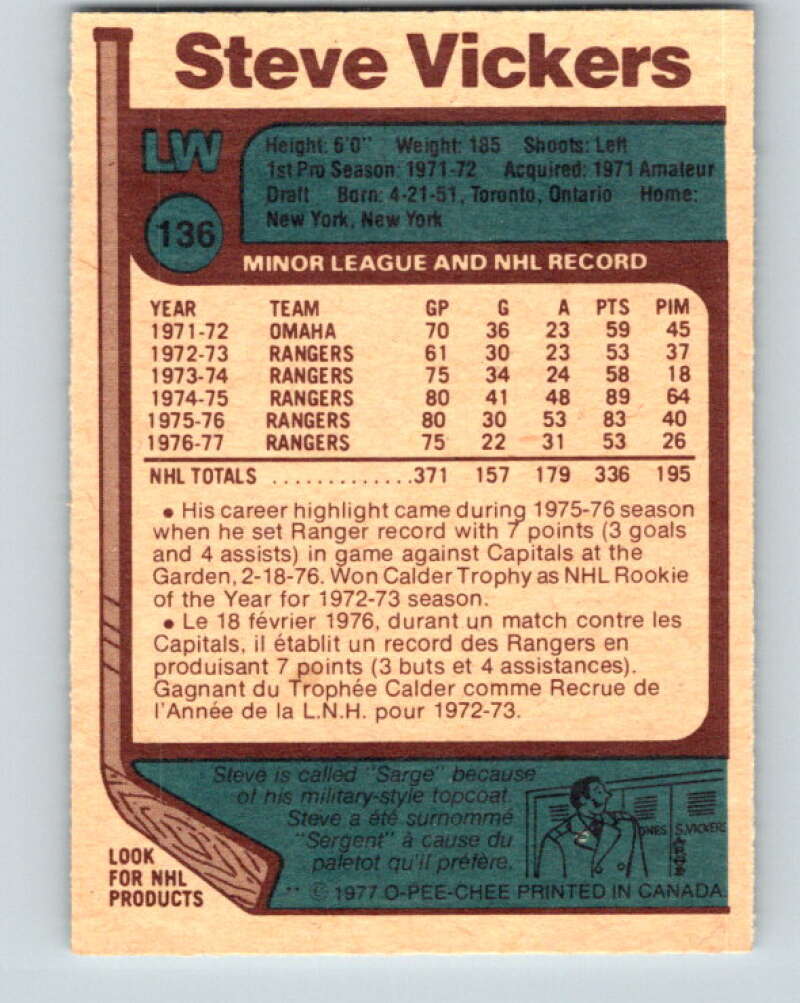 Steve Vickers
LW
136
Height: 6'0" Weight: 185 Shoots: Left
1st Pro Season: 1971-72 Acquired: 1971 Amateur
Draft Born: 4-21-51, Toronto, Ontario Home:
New York, New York
MINOR LEAGUE AND NHL RECORD
YEAR TEAM GP G A PTS PIM
1971-72 OMAHA 70 36 23 59 45
1972-73 RANGERS 61 30 23 53 37
1973-74 RANGERS 75 34 24 58 18
1974-75 RANGERS 80 41 48 89 64
1975-76 RANGERS 80 30 53 83 40
1976-77 RANGERS 75 22 31 53 26
NHL TOTALS .............371 157 179 336 195
• His career highlight came during 1975-76 season
when he set Ranger record with 7 points (3 goals
and 4 assists) in game against Capitals at the
Garden, 2-18-76. Won Calder Trophy as NHL Rookie
of the Year for 1972-73 season.
• Le 18 février 1976, durant un match contre les
Capitals, il établit un record des Rangers en
produisant 7 points (3 buts et 4 assistances).
Gagnant du Trophée Calder comme Recrue de
l'Année de la L.N.H. pour 1972-73.
Steve is called "Sarge" because
of his military-style topcoat.
Steve a été surnommé
"Sergent" à cause du
paletot qu'il préfère.
ONES S.VICKERS
LOOK
FOR NHL
PRODUCTS
** © 1977 O-PEE-CHEE PRINTED IN CANADA.